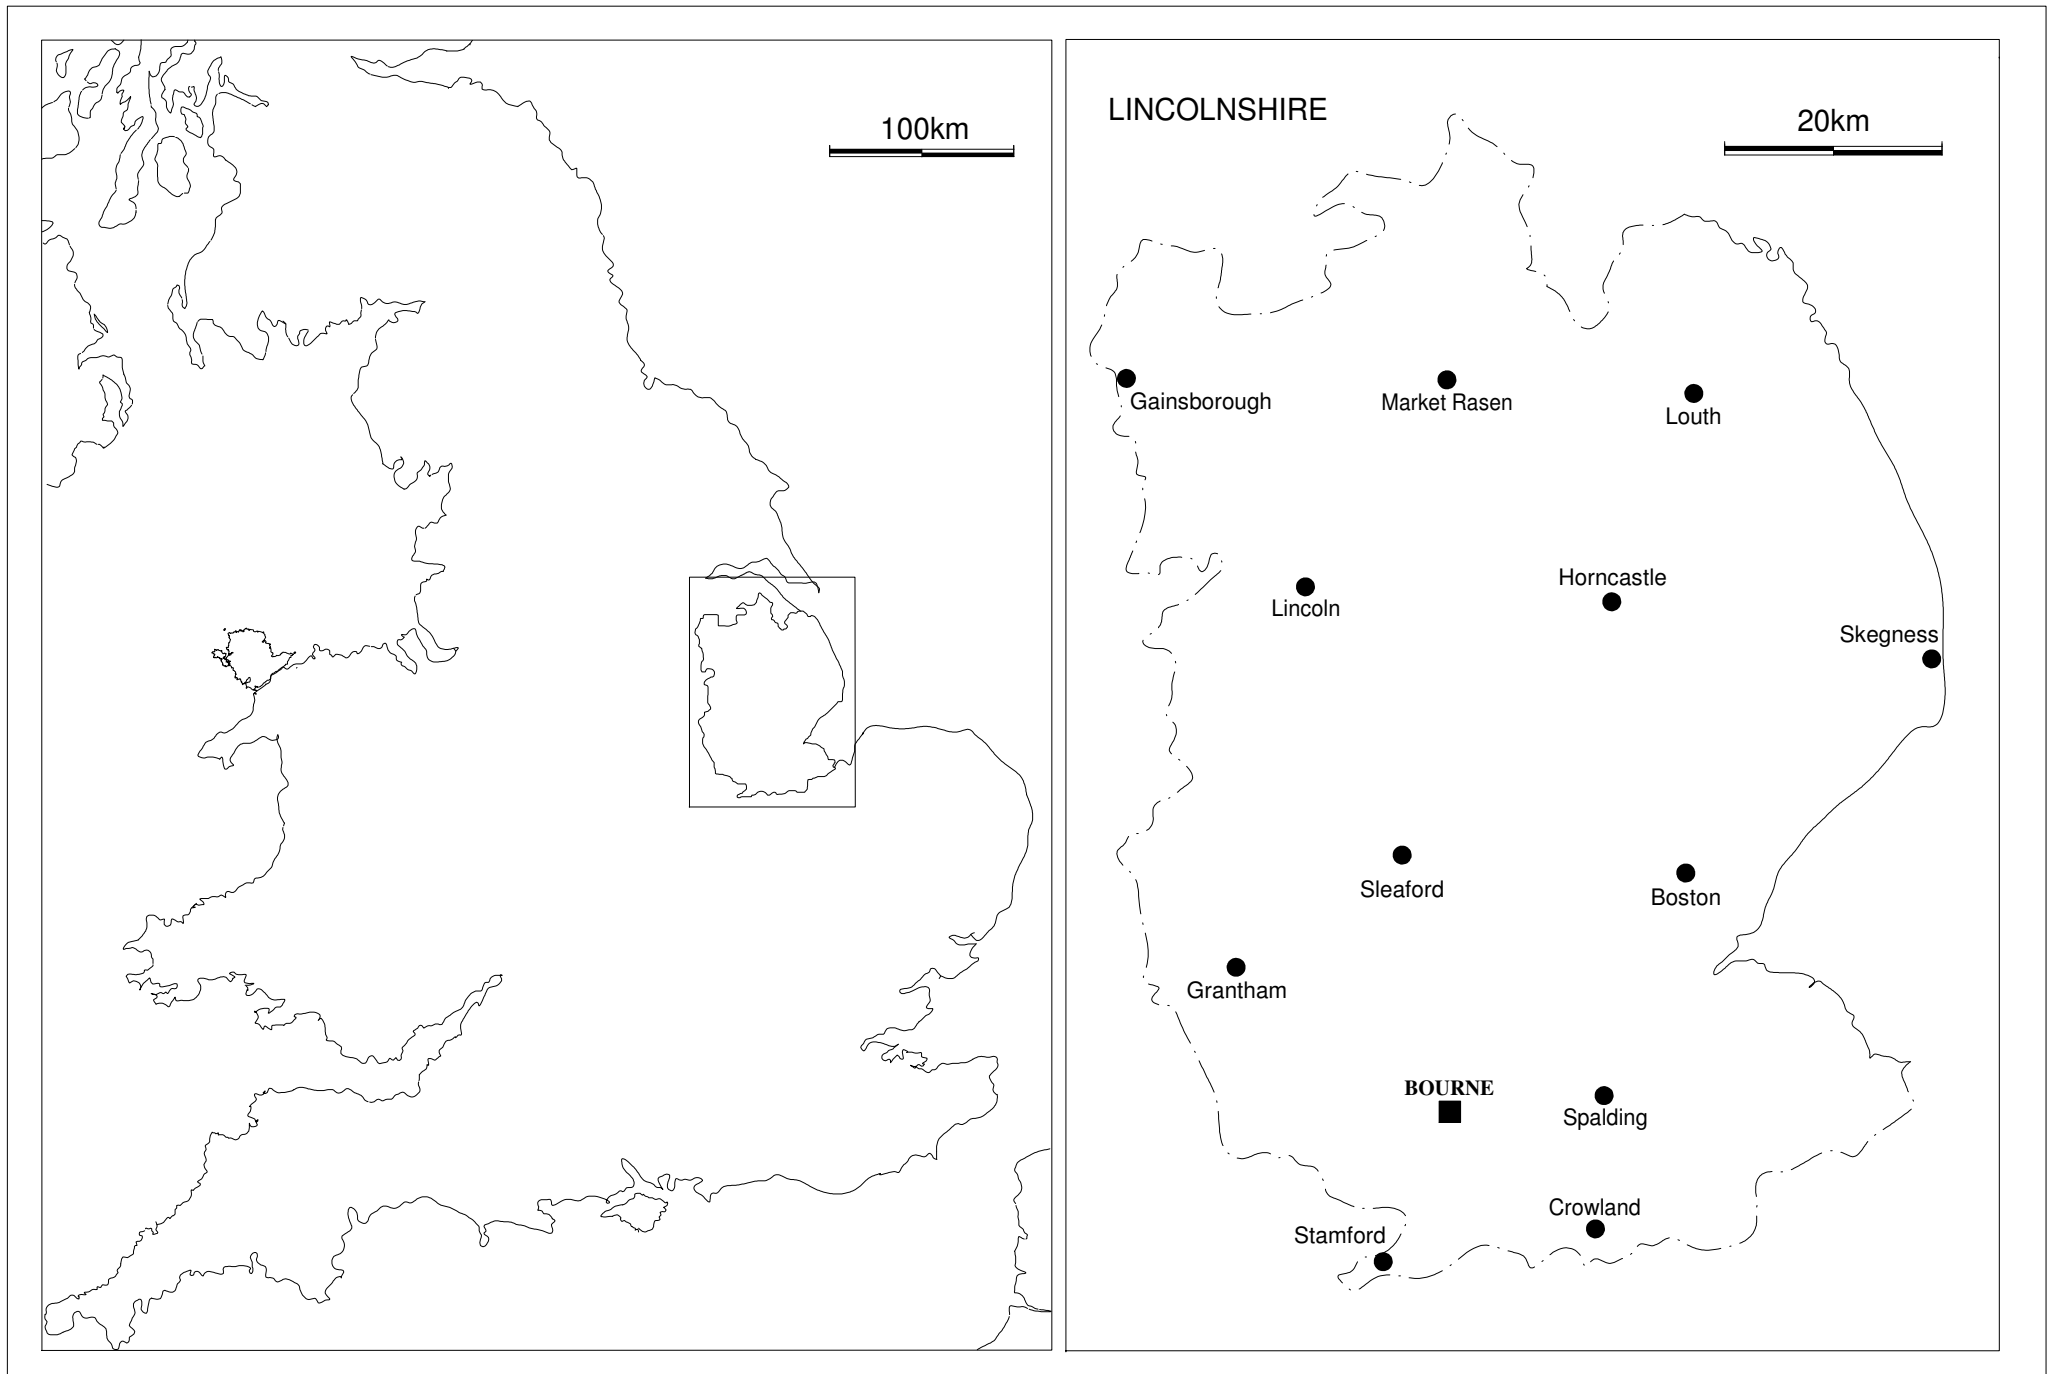 100km
LINCOLNSHIRE
20km
Gainsborough
Market Rasen
Louth
Lincoln
Horncastle
Skegness
Sleaford
Boston
Grantham
BOURNE
Spalding
Stamford
Crowland